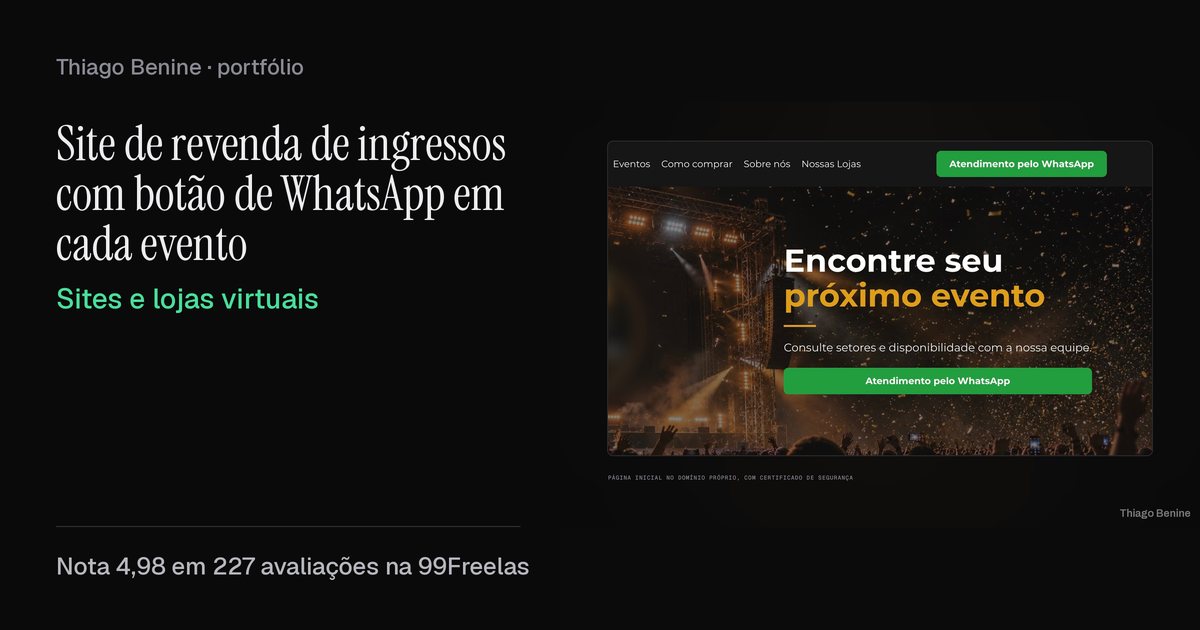 Thiago Benine · portfólio
Site de revenda de ingressos
com botão de WhatsApp em
cada evento
Sites e lojas virtuais
Eventos Como comprar Sobre nós Nossas Lojas Atendimento pelo WhatsApp
Encontre seu
próximo evento
Consulte setores e disponibilidade com a nossa equipe.
Atendimento pelo WhatsApp
PÁGINA INICIAL NO DOMÍNIO PRÓPRIO, COM CERTIFICADO DE SEGURANÇA
Thiago Benine
Nota 4,98 em 227 avaliações na 99Freelas